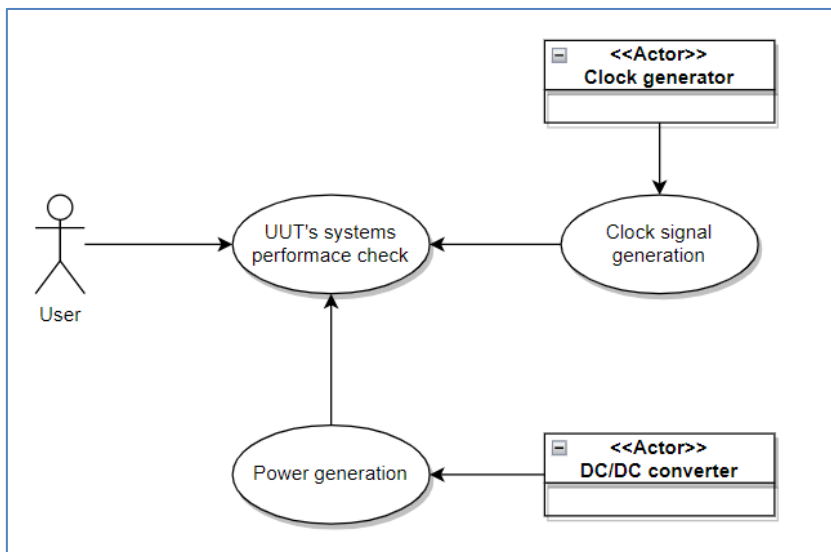 <<Actor>>
Clock generator
UUT's systems
performace check
Clock signal
generation
User
Power generation
<<Actor>>
DC/DC converter